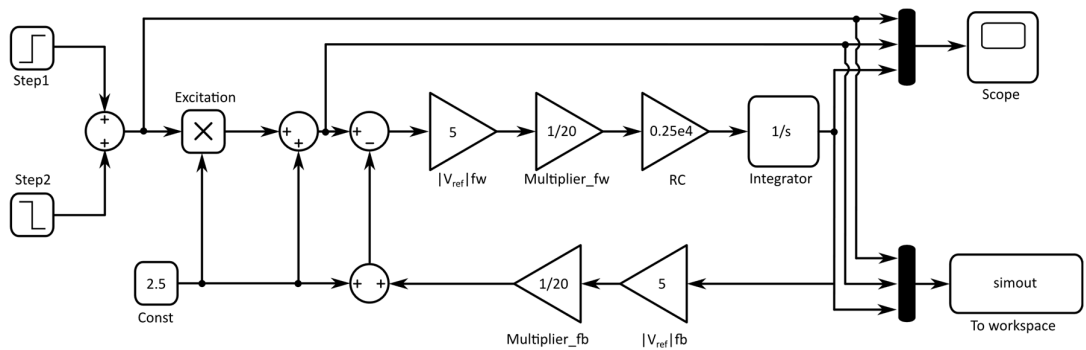 Step1
+
+
Excitation
×
+
+
+
−
5
|Vref|fw
1/20
Multiplier_fw
0.25e4
RC
1/s
Integrator
Scope
Step2
2.5
Const
+ +
1/20
Multiplier_fb
5
|Vref|fb
simout
To workspace